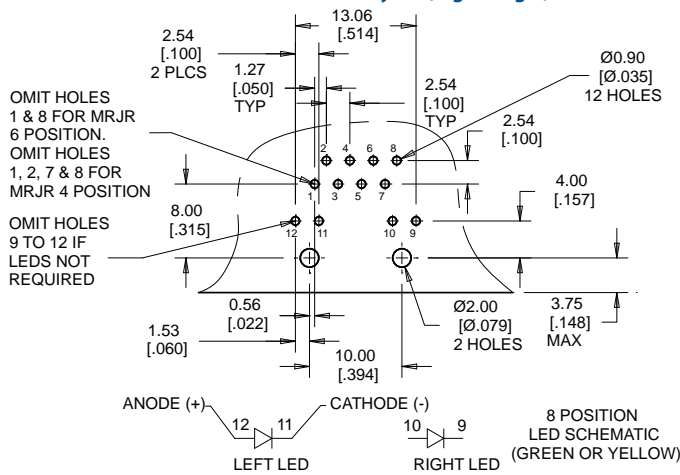 13.06
[.514]
2.54
[.100]
2 PLCS
1.27
[.050]
TYP
2.54
[.100]
TYP
Ø0.90
[Ø.035]
12 HOLES
2.54
[.100]
OMIT HOLES
1 & 8 FOR MRJR
6 POSITION.
OMIT HOLES
1, 2, 7 & 8 FOR
MRJR 4 POSITION
2 4 6 8
1 3 5 7
4.00
[.157]
8.00
[.315]
OMIT HOLES
9 TO 12 IF
LEDS NOT
REQUIRED
12 11 10 9
0.56
[.022]
1.53
[.060]
10.00
[.394]
Ø2.00
[Ø.079]
2 HOLES
3.75
[.148]
MAX
ANODE (+)
CATHODE (-)
12 11
LEFT LED
10 9
RIGHT LED
8 POSITION
LED SCHEMATIC
(GREEN OR YELLOW)